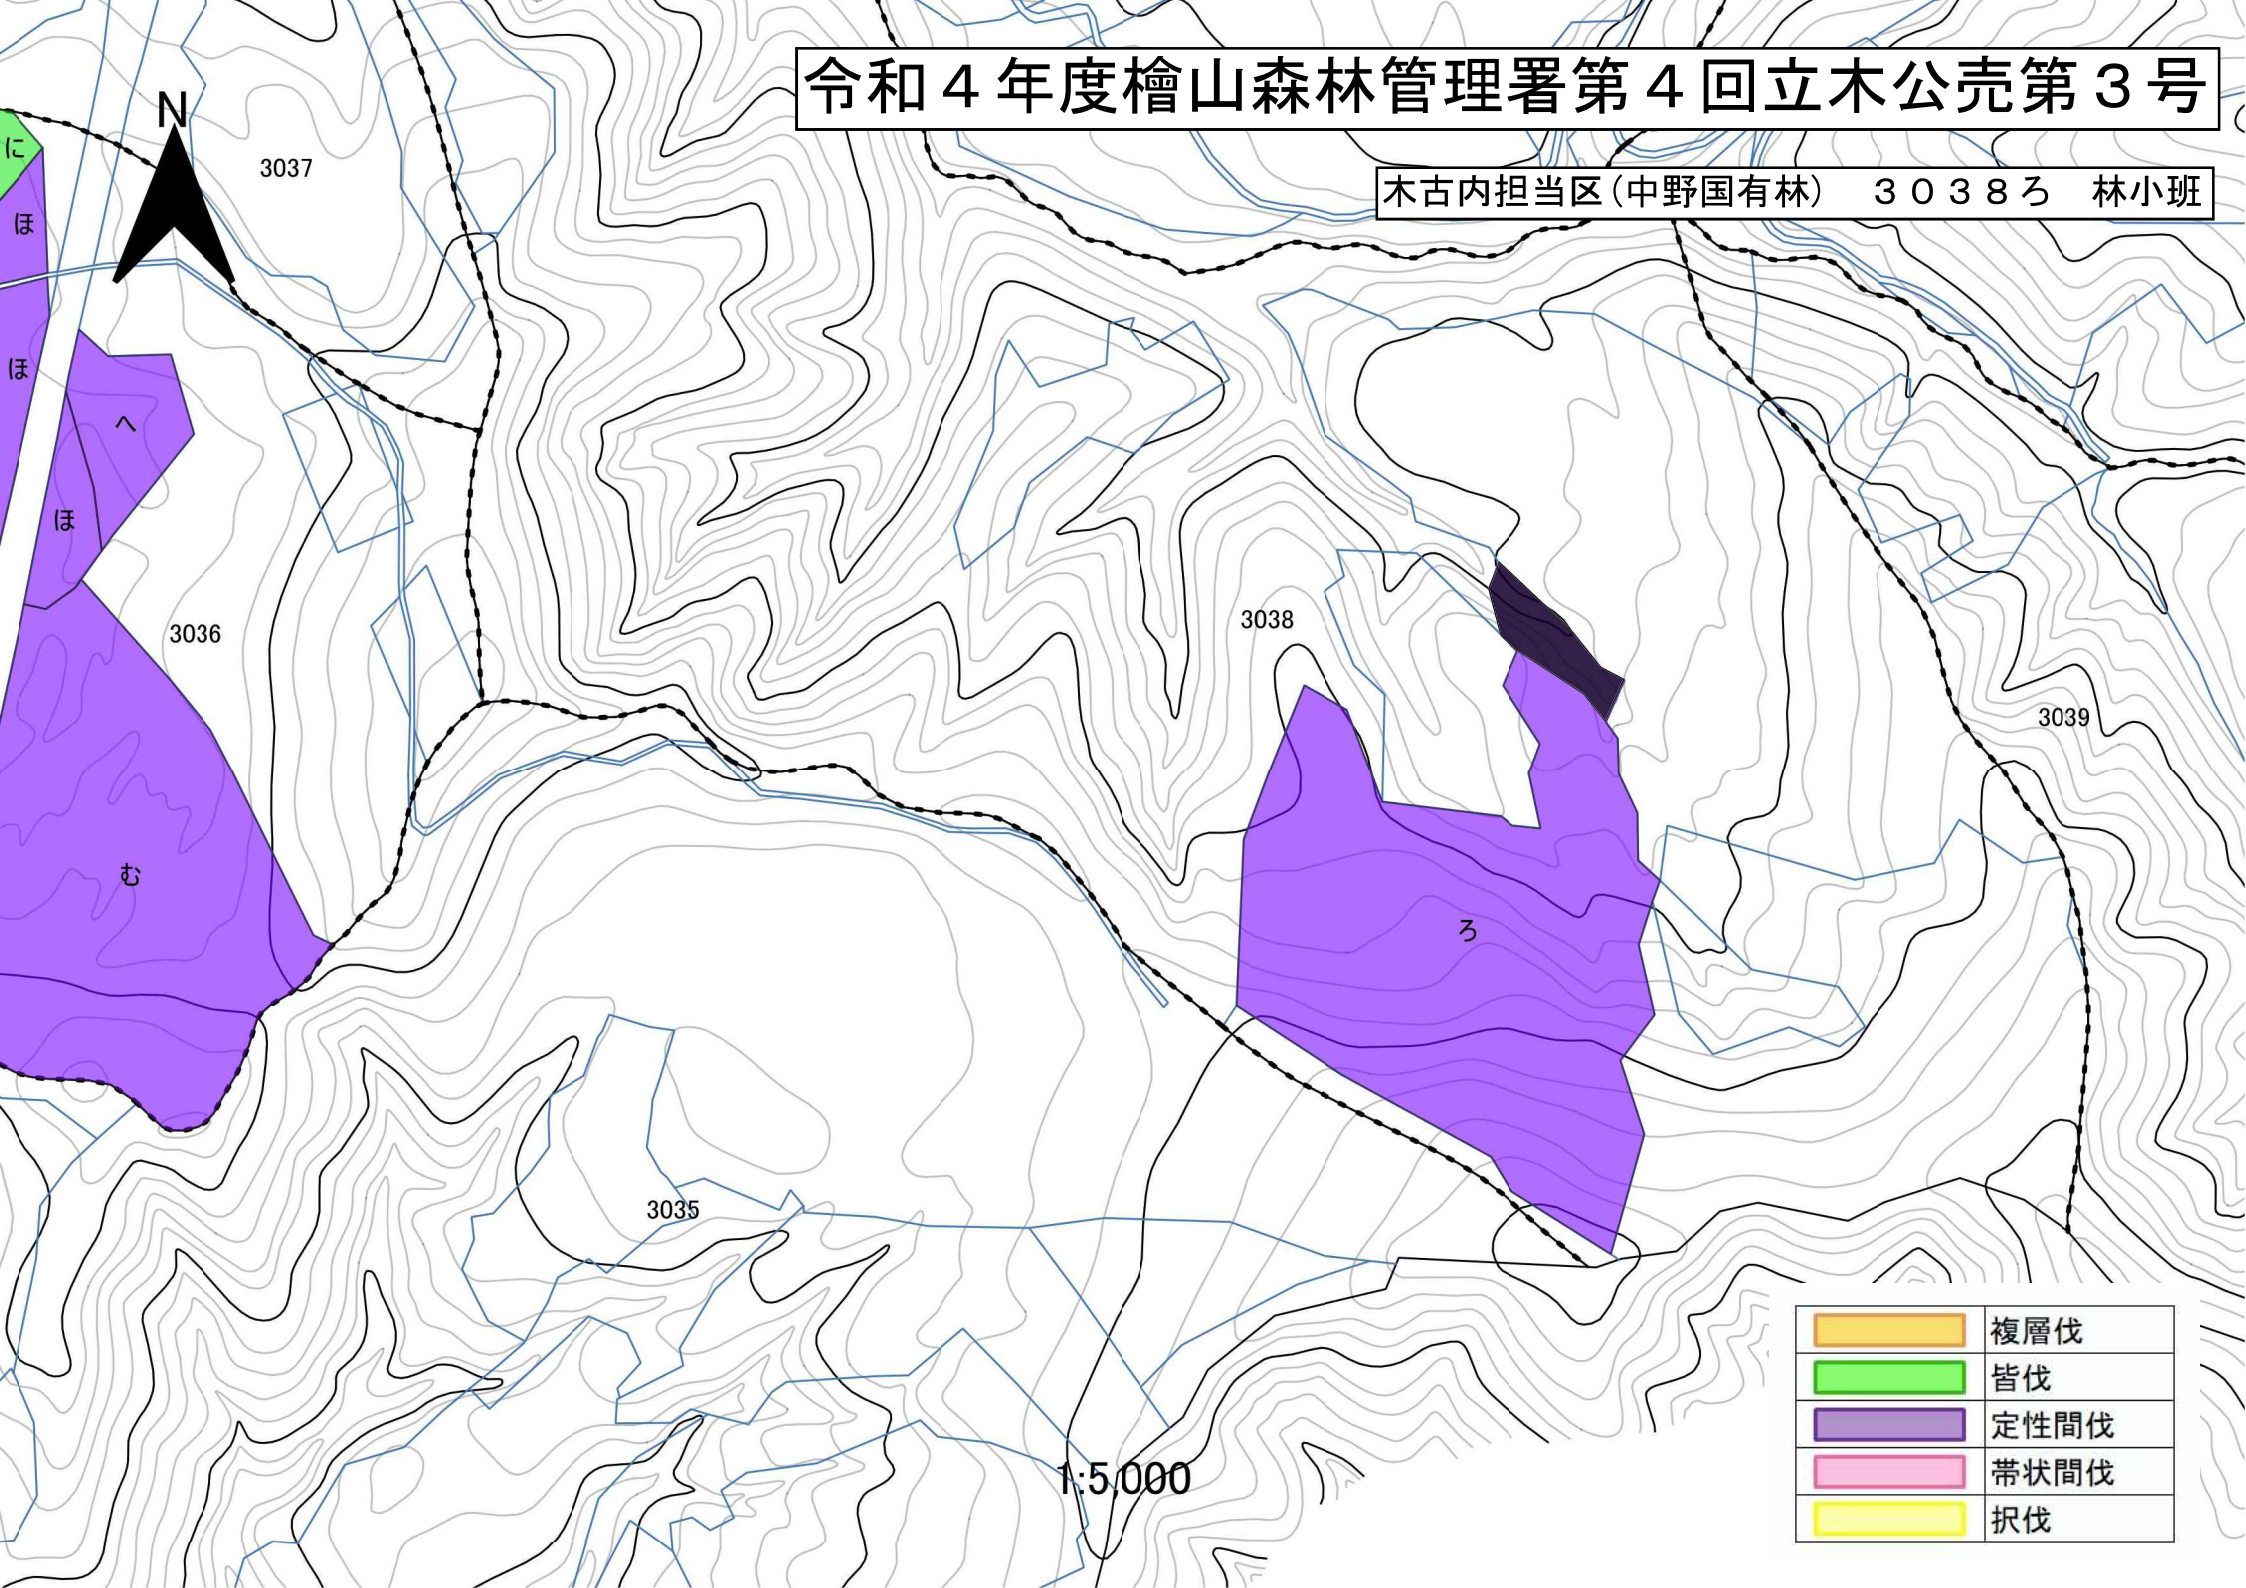 令和４年度檜山森林管理署第４回立木公売第３号
木古内担当区(中野国有林)　３０３８ろ　林小班
N
3037
に
ほ
ほ
へ
ほ
3036
3038
3039
む
ろ
3035
1:5,000
複層伐
皆伐
定性間伐
帯状間伐
択伐